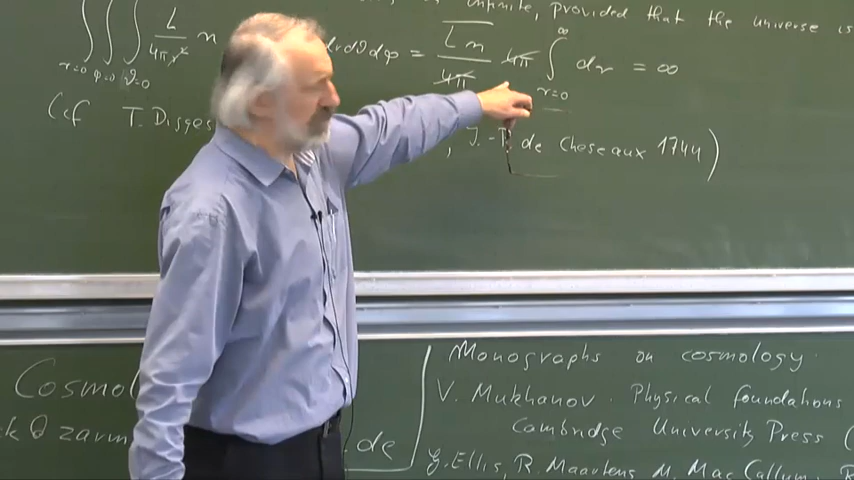 infinite, provided that the universe is
∫∫∫ L/4πr² n dr dϑ dφ = L n/4π 4π ∫ dr = ∞
r=0 φ=0 ϑ=0 r=0 ∞
(cf T. Digges, J.-P. de Cheseaux 1744)
Cosmol
Monographs on cosmology.
V. Mukhanov. Physical foundations
Cambridge University Press (
.de
G. Ellis, R. Maartens M. MacCallum,